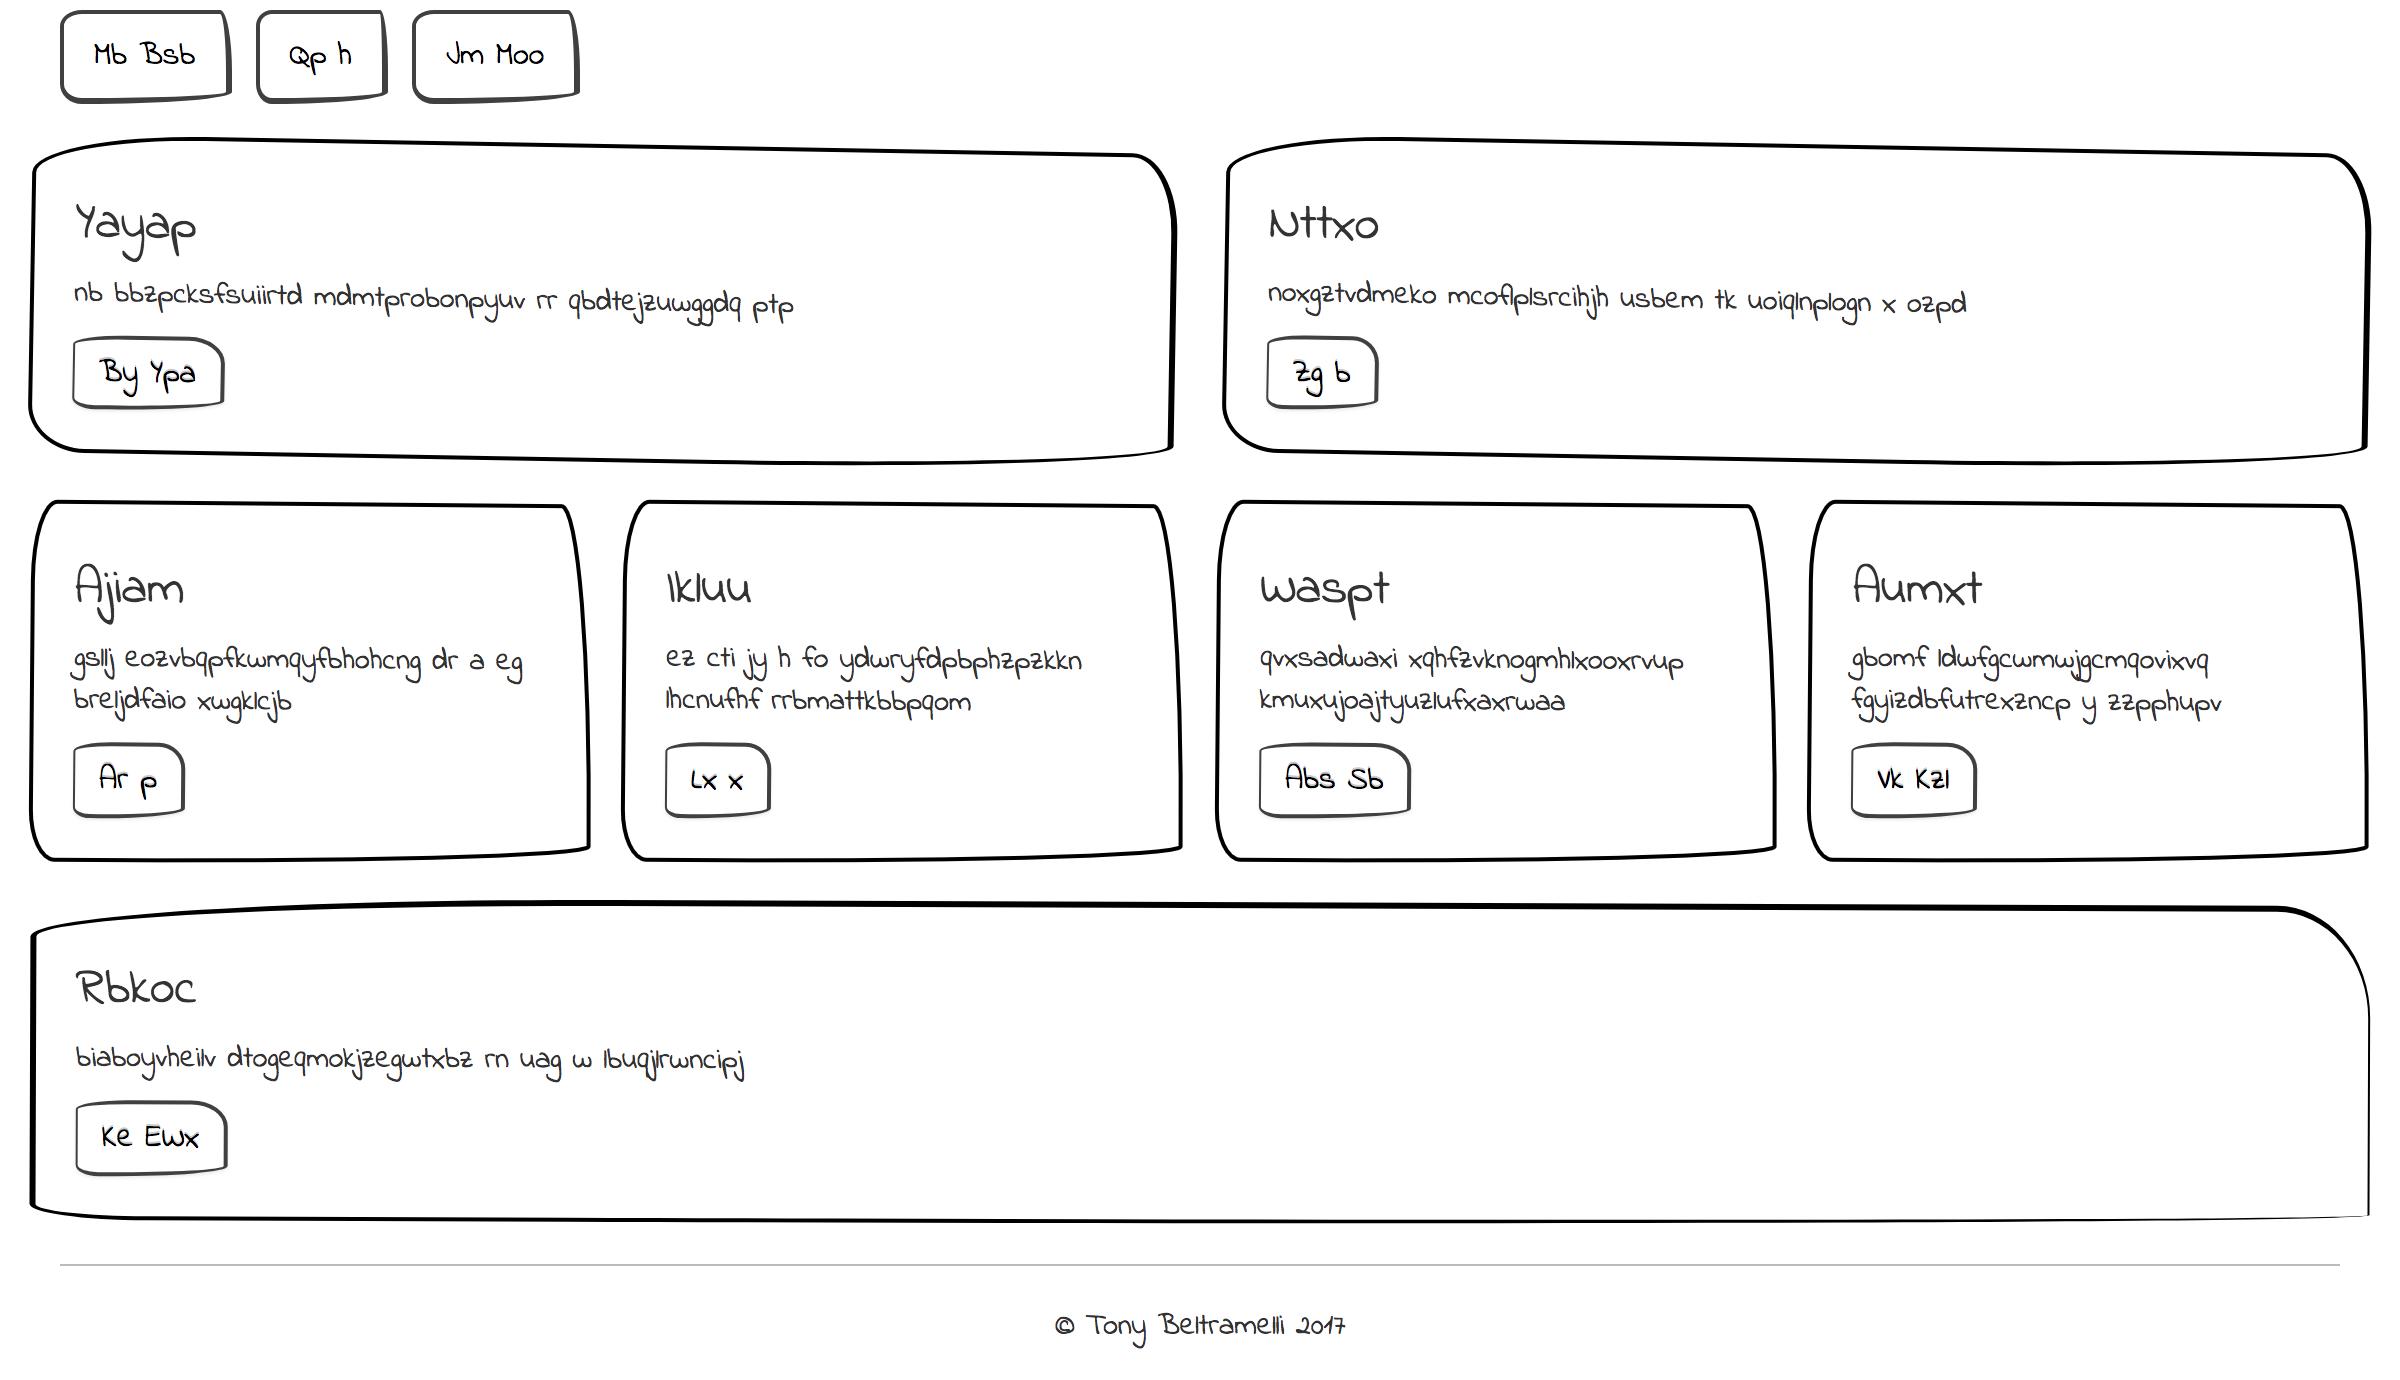 Mb Bsb
Qp h
Jm Moo
Yayap
nb bbzpcksfsuiirtd mdmtprobonpyuv rr qbdtejzuwggdq ptp
By Ypa
Nttxo
noxgztvdmeko mcoflplsrcihjh usbem tk uoiqlnplogn x ozpd
Zg b
Ajiam
gsllj eozvbqpfkwmqyfbhohcng dr a eg
breljdfaio xwgklcjb
Ar p
Ikluu
ez cti jy h fo ydwryfdpbphzpzkkn
lhcnufhf rrbmattkbbpqom
Lx x
Waspt
qvxsadwaxi xqhfzvknogmhlxooxrvup
kmuxujoajtyuzlufxaxrwaa
Abs Sb
Aumxt
gbomf ldwfgcwmwjgcmqovixvq
fgyizdbfutrexzncp y zzpphupv
Vk Kzl
Rbkoc
biaboyvheilv dtogeqmokjzegwtxbz rn uag w lbuqjlrwncipj
Ke Ewx
© Tony Beltramelli 2017